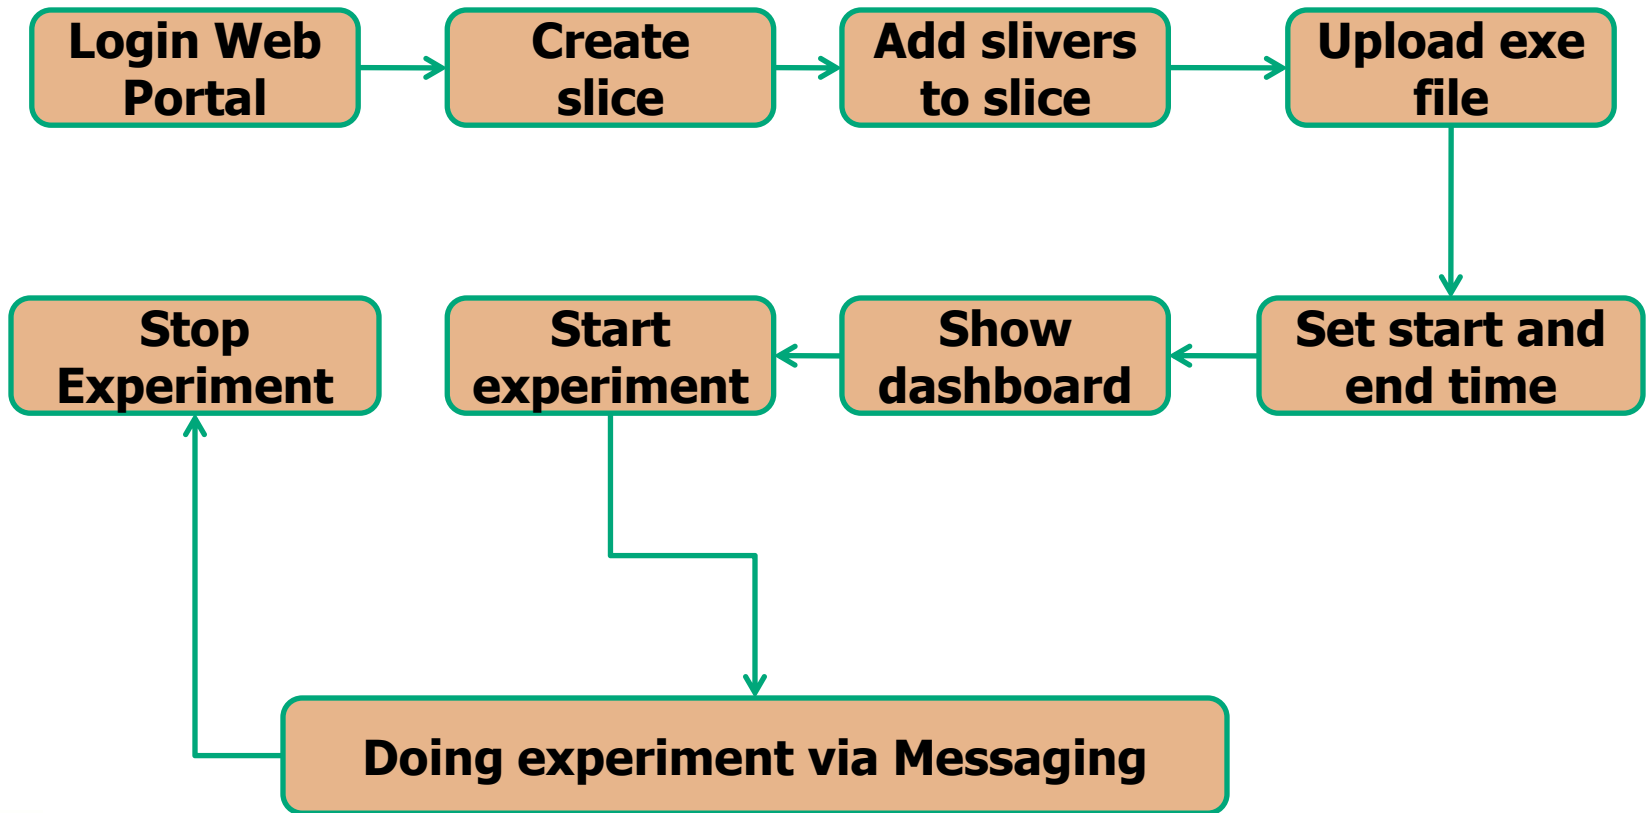 Login Web
Portal
Create
slice
Add slivers
to slice
Upload exe
file
Stop
Experiment
Start
experiment
Show
dashboard
Set start and
end time
Doing experiment via Messaging